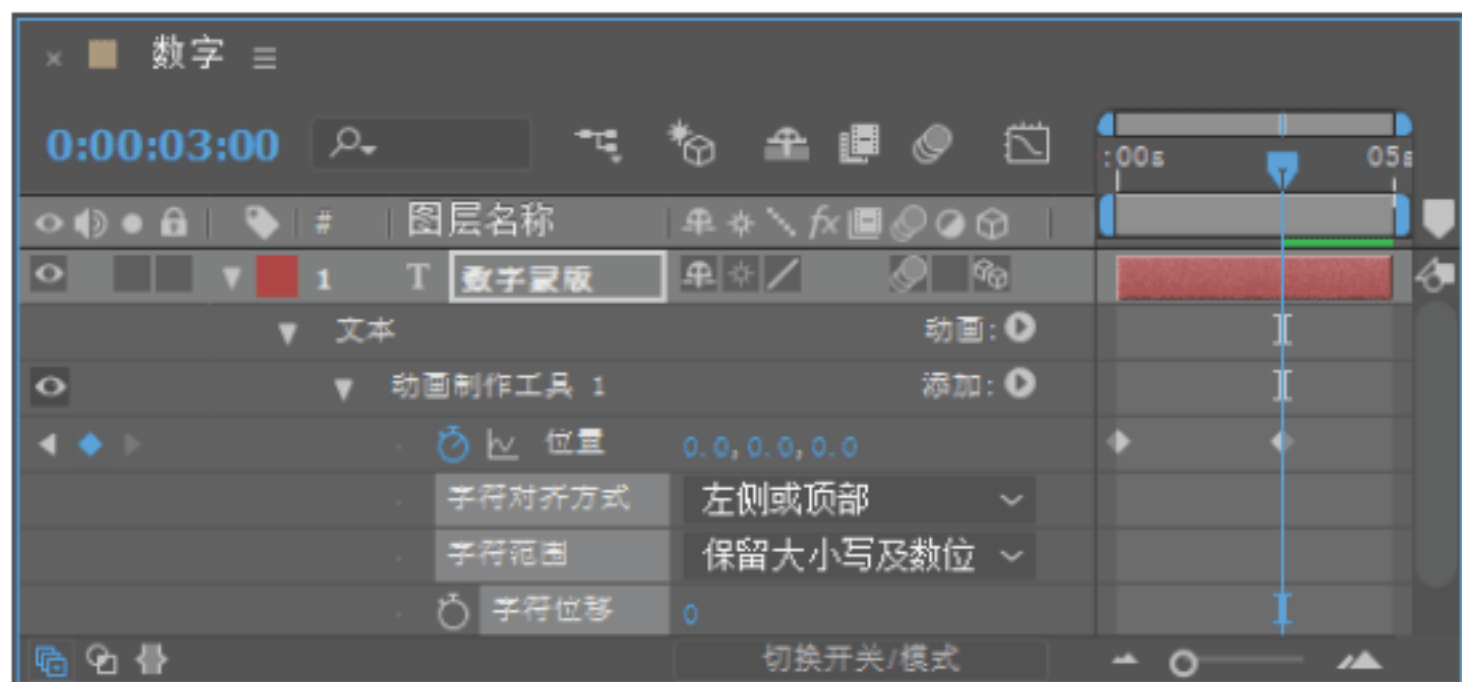 × 数字 ≡
0:00:03:00
:00s 05s
# 图层名称 fx
1 T 数字蒙版
文本 动画:
动画制作工具 1 添加:
位置 0.0,0.0,0.0
字符对齐方式 左侧或顶部
字符范围 保留大小写及数位
字符位移 0
切换开关/模式